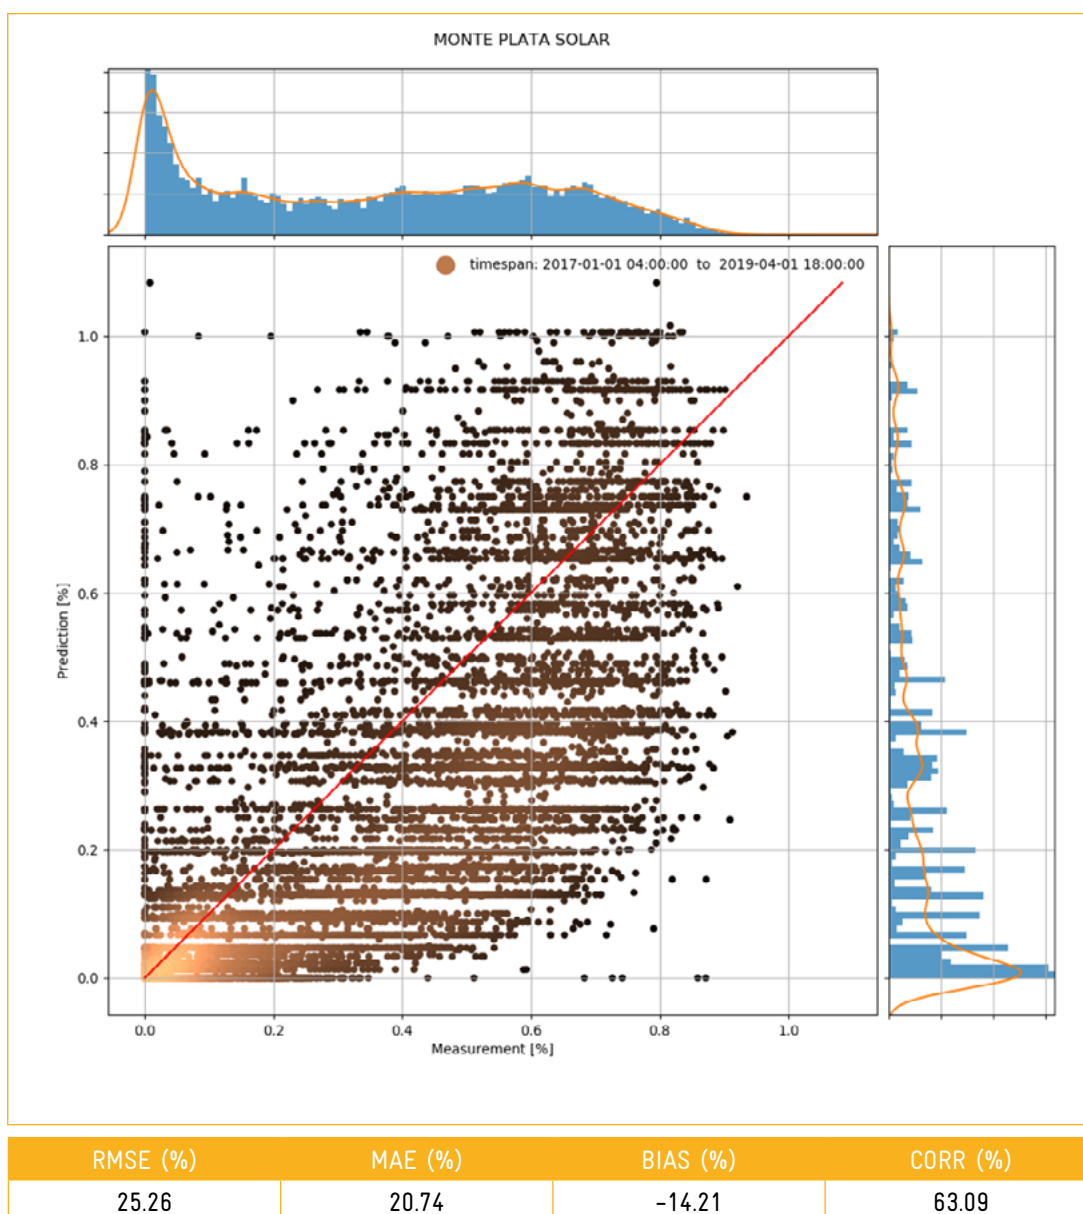 MONTE PLATA SOLAR
timespan: 2017-01-01 04:00:00 to 2019-04-01 18:00:00
1.0
0.8
0.6
0.4
0.2
0.0
Prediction [%]
0.0 0.2 0.4 0.6 0.8 1.0
Measurement [%]
RMSE (%) MAE (%) BIAS (%) CORR (%)
25.26 20.74 -14.21 63.09